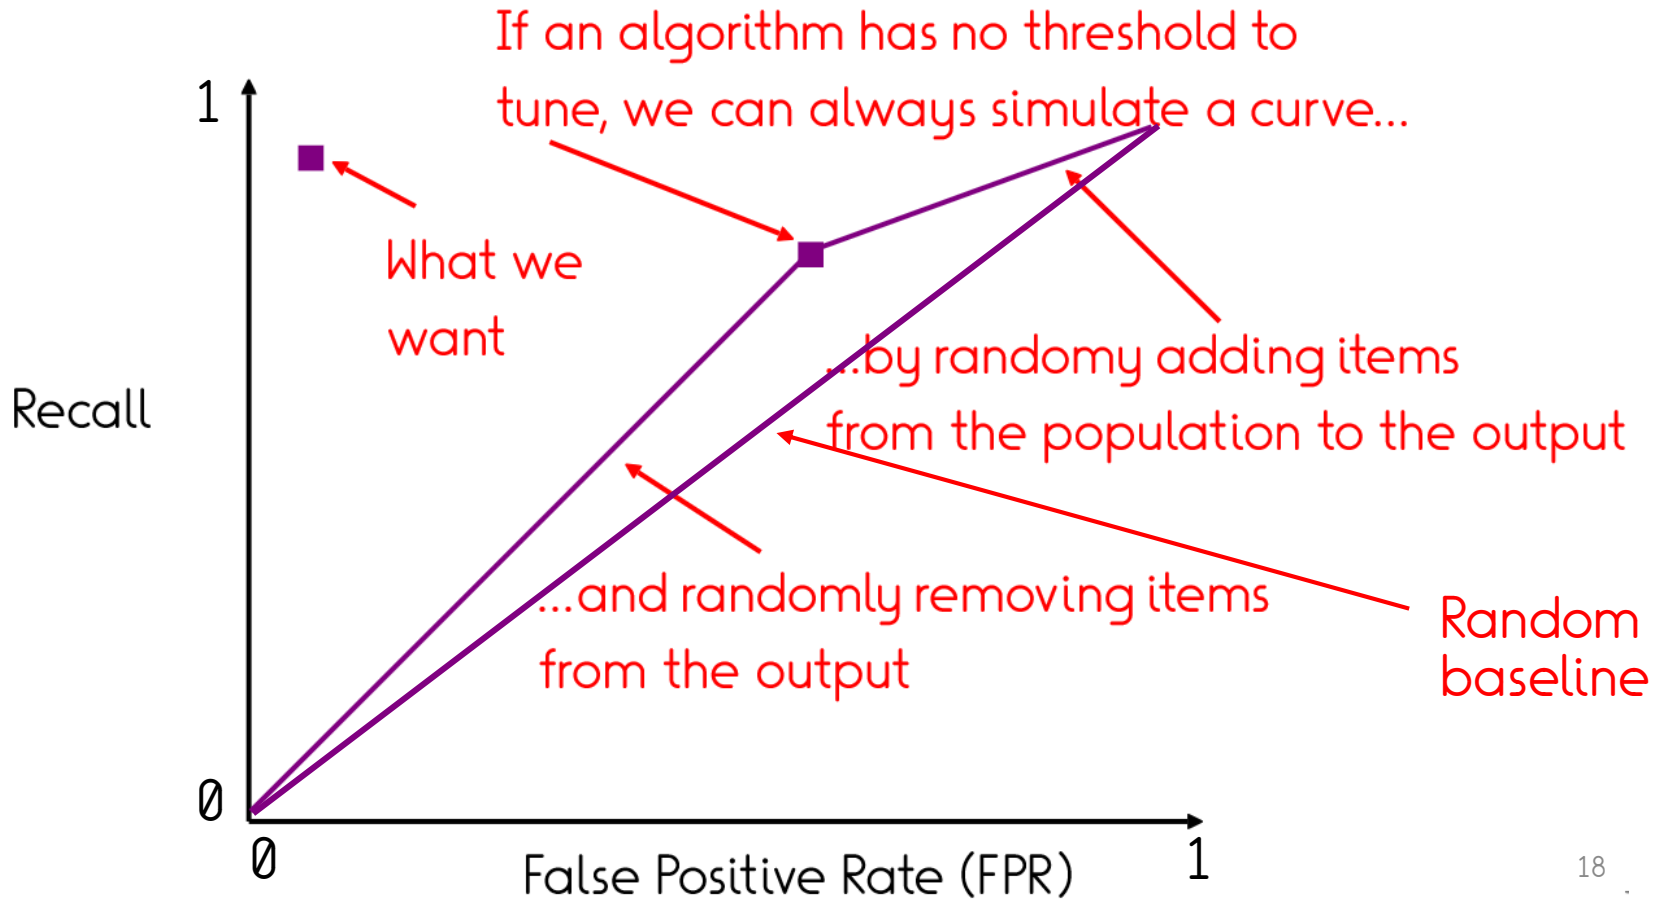 If an algorithm has no threshold to
tune, we can always simulate a curve...
1
What we
want
...by randomy adding items
from the population to the output
Recall
...and randomly removing items
from the output
Random
baseline
0
0
False Positive Rate (FPR)
1
18